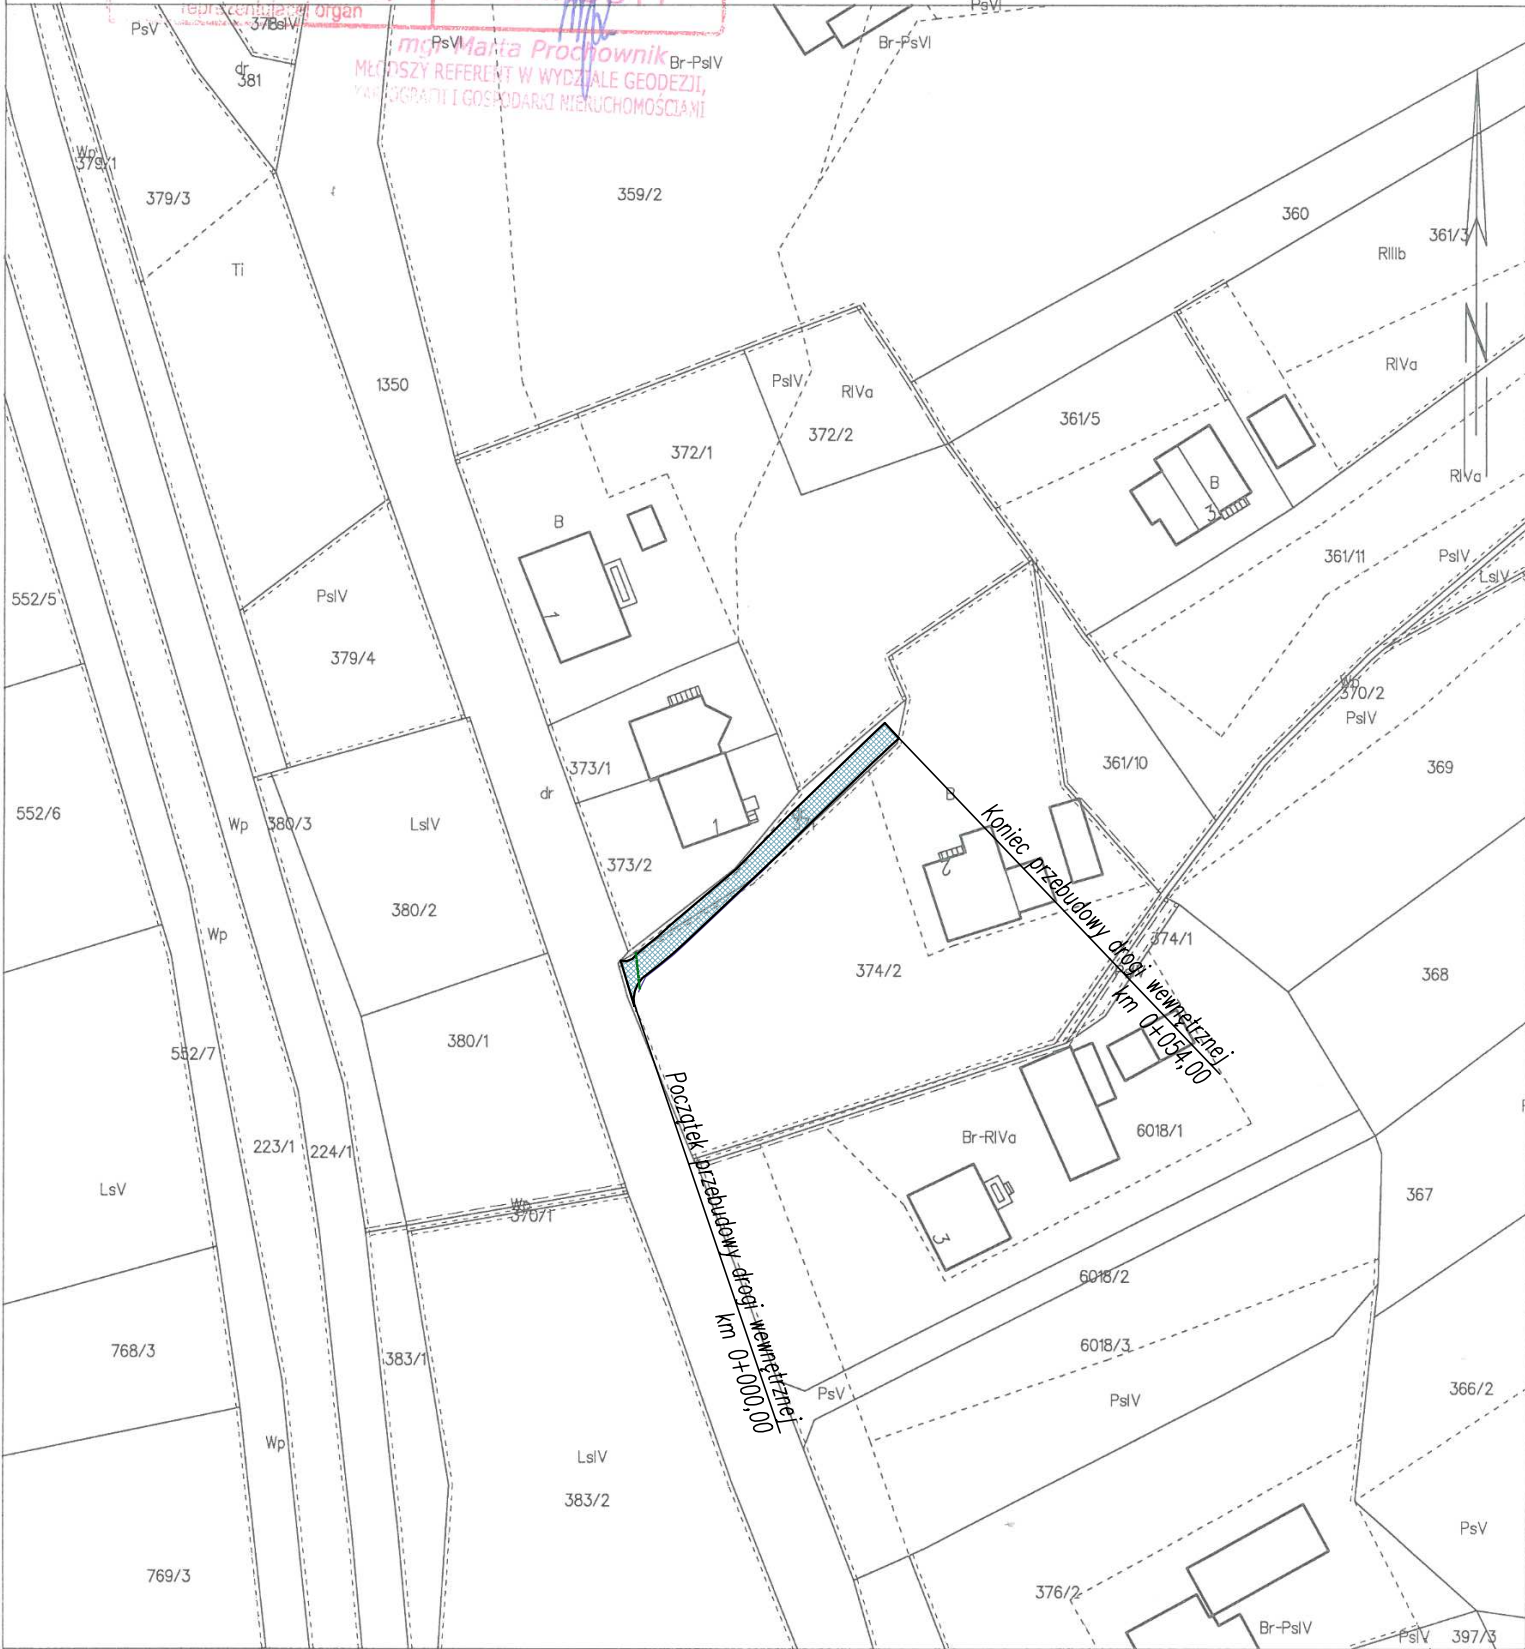 reprezentującej organ
mgr Marta Prochownik
MŁODSZY REFERENT W WYDZIALE GEODEZJI,
KARTOGRAFII I GOSPODARKI NIERUCHOMOŚCIAMI
PsV
PsIV
dr
381
PsVI
Br-PsIV
PsVI
Br-PsVI
Wp
379/1
379/3
359/2
360
361/3
RIIIb
Ti
RIVa
1350
PsIV
RIVa
372/2
361/5
372/1
RIVa
B
B
3
361/11
PsIV
LsIV
552/5
PsIV
1
379/4
Wp
370/2
PsIV
373/1
361/10
369
dr
B
552/6
Wp
380/3
LsIV
1
2
373/2
380/2
Wp
374/1
374/2
368
Koniec przebudowy drogi wewnętrznej
km 0+054,00
552/7
380/1
Początek przebudowy drogi wewnętrznej
km 0+000,00
223/1
224/1
Br-RIVa
6018/1
LsV
367
Wp
370/1
3
6018/2
768/3
383/1
6018/3
PsV
PsIV
366/2
Wp
LsIV
383/2
PsV
769/3
376/2
Br-PsIV
PsIV
397/3